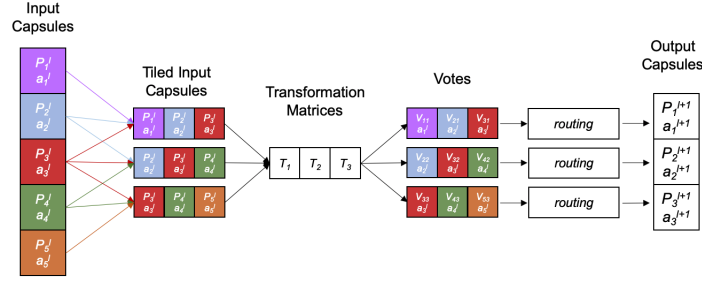 Input
Capsules
P₁ˡ
a₁ˡ
P₂ˡ
a₂ˡ
P₃ˡ
a₃ˡ
P₄ˡ
a₄ˡ
P₅ˡ
a₅ˡ
Tiled Input
Capsules
P₁ˡ P₂ˡ P₃ˡ
a₁ˡ a₂ˡ a₃ˡ
P₂ˡ P₃ˡ P₄ˡ
a₂ˡ a₃ˡ a₄ˡ
P₃ˡ P₄ˡ P₅ˡ
a₃ˡ a₄ˡ a₅ˡ
Transformation
Matrices
T₁ T₂ T₃
Votes
V₁₁ V₂₁ V₃₁
a₁ˡ a₂ˡ a₃ˡ
V₂₂ V₃₂ V₄₂
a₂ˡ a₃ˡ a₄ˡ
V₃₃ V₄₃ V₅₃
a₃ˡ a₄ˡ a₅ˡ
routing
routing
routing
Output
Capsules
P₁ˡ⁺¹
a₁ˡ⁺¹
P₂ˡ⁺¹
a₂ˡ⁺¹
P₃ˡ⁺¹
a₃ˡ⁺¹